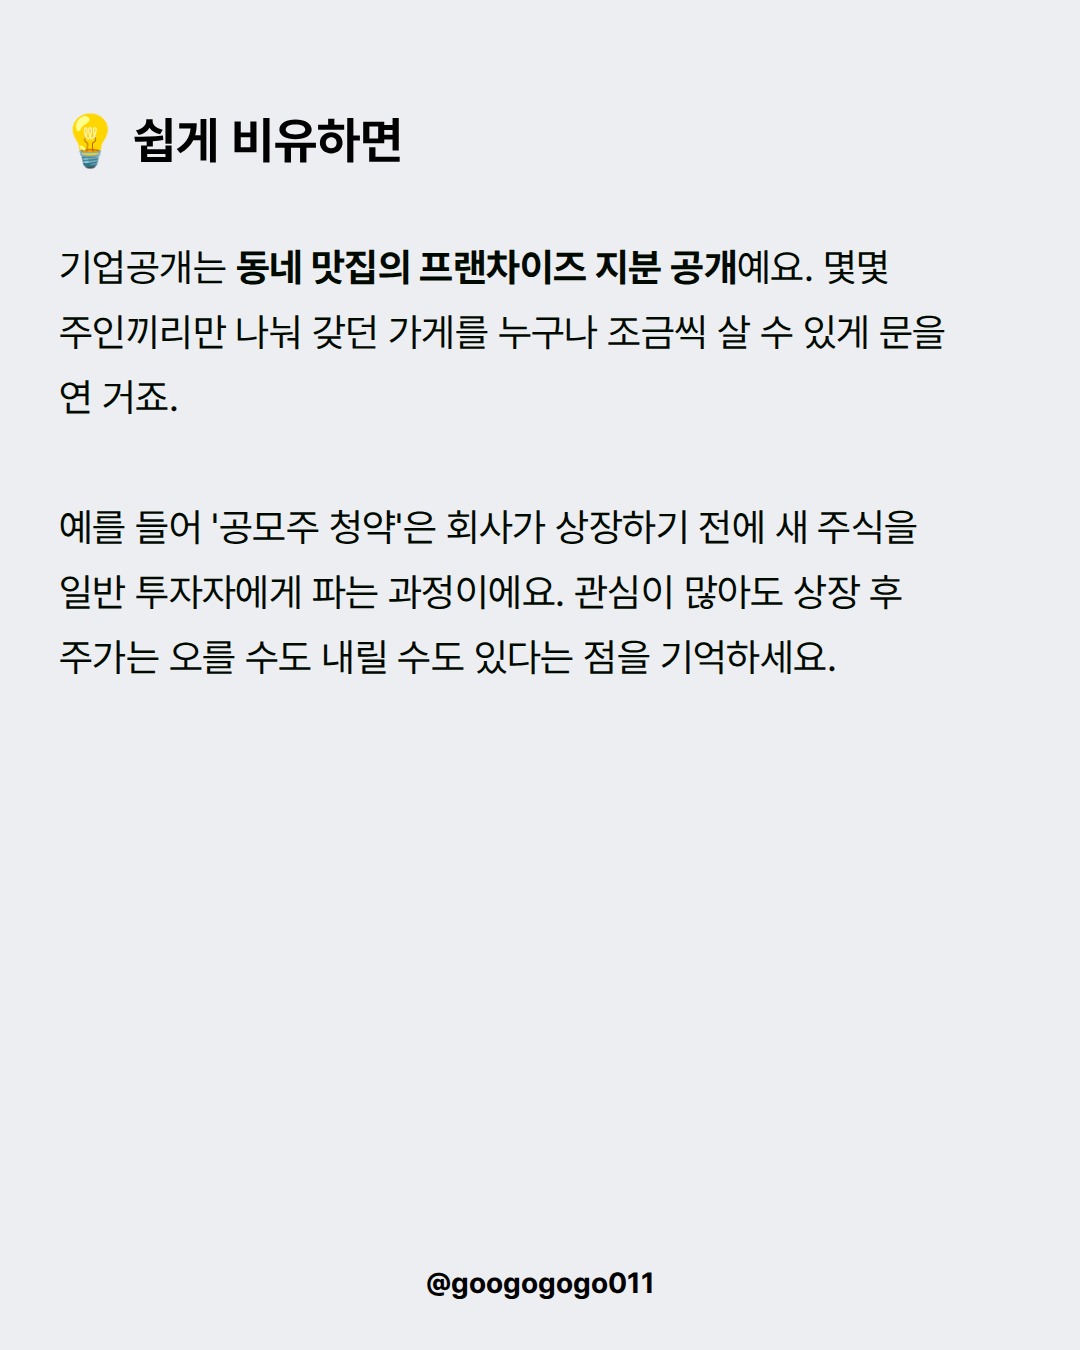 💡 쉽게 비유하면
기업공개는 동네 맛집의 프랜차이즈 지분 공개예요. 몇몇
주인끼리만 나눠 갖던 가게를 누구나 조금씩 살 수 있게 문을
연 거죠.
예를 들어 '공모주 청약'은 회사가 상장하기 전에 새 주식을
일반 투자자에게 파는 과정이에요. 관심이 많아도 상장 후
주가는 오를 수도 내릴 수도 있다는 점을 기억하세요.
@googogogo011